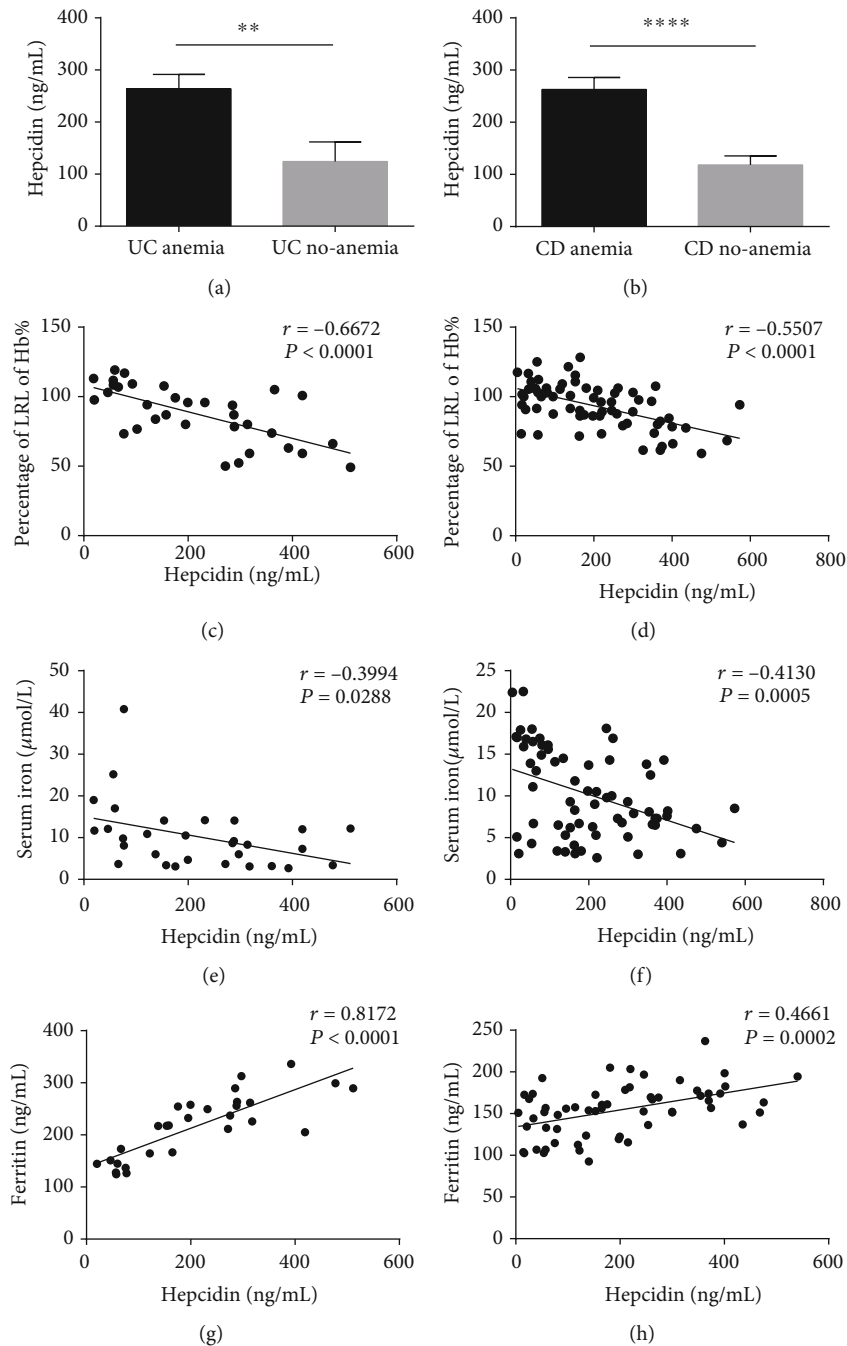 400
300
200
100
0
Hepcidin (ng/mL)
**
UC anemia
UC no-anemia
(a)
400
300
200
100
0
Hepcidin (ng/mL)
****
CD anemia
CD no-anemia
(b)
150
100
50
0
Percentage of LRL of Hb%
r = –0.6672
P < 0.0001
0 200 400 600
Hepcidin (ng/mL)
(c)
150
100
50
0
Percentage of LRL of Hb%
r = –0.5507
P < 0.0001
0 200 400 600 800
Hepcidin (ng/mL)
(d)
50
40
30
20
10
0
Serum iron (μmol/L)
r = –0.3994
P = 0.0288
0 200 400 600
Hepcidin (ng/mL)
(e)
25
20
15
10
5
0
Serum iron(μmol/L)
r = –0.4130
P = 0.0005
0 200 400 600 800
Hepcidin (ng/mL)
(f)
400
300
200
100
0
Ferritin (ng/mL)
r = 0.8172
P < 0.0001
0 200 400 600
Hepcidin (ng/mL)
(g)
250
200
150
100
50
0
Ferritin (ng/mL)
r = 0.4661
P = 0.0002
0 200 400 600
Hepcidin (ng/mL)
(h)